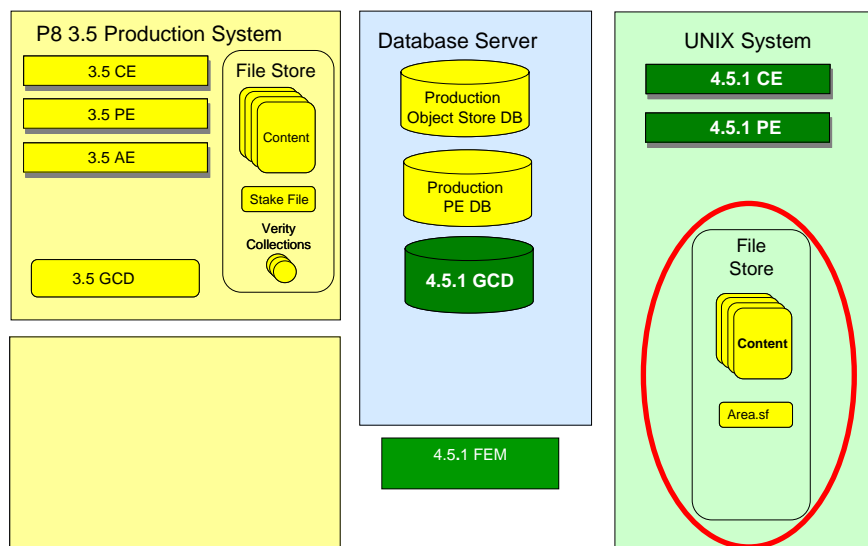 P8 3.5 Production System
3.5 CE
3.5 PE
3.5 AE
3.5 GCD
File Store
Content
Stake File
Verity
Collections
Database Server
Production
Object Store DB
Production
PE DB
4.5.1 GCD
4.5.1 FEM
UNIX System
4.5.1 CE
4.5.1 PE
File
Store
Content
Area.sf